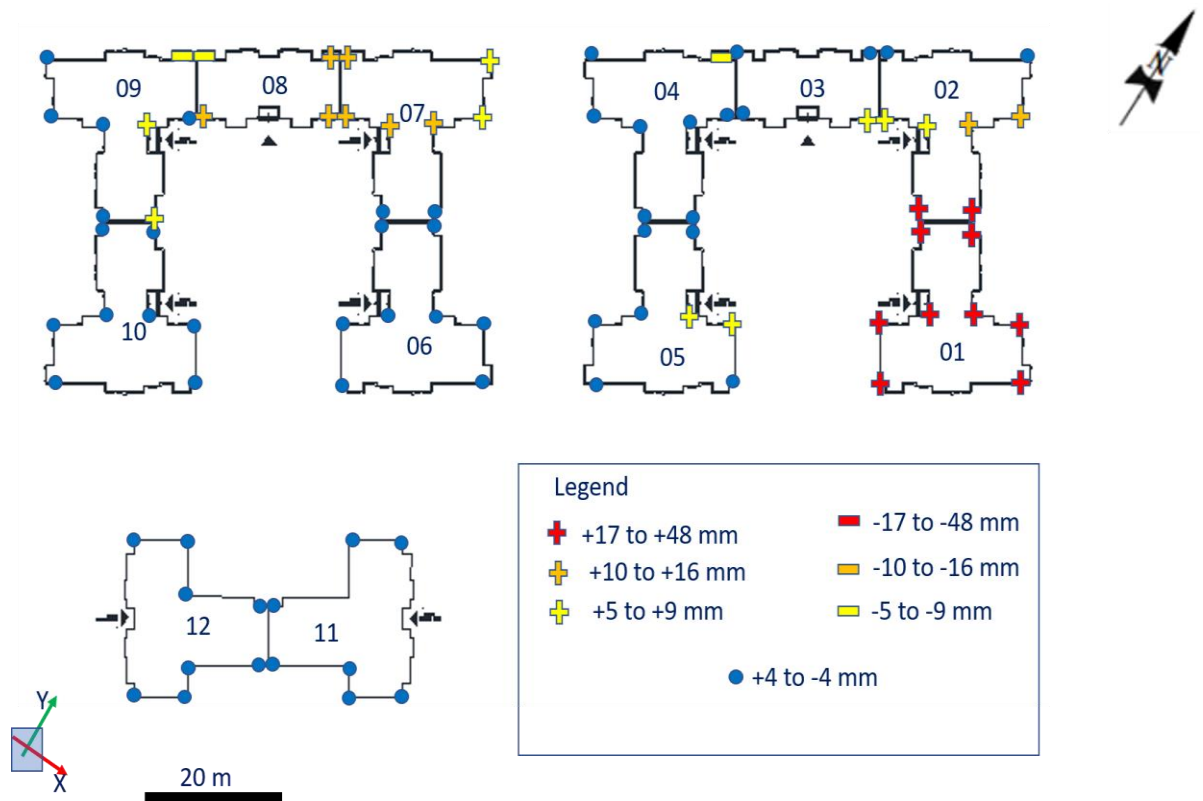 N
09
08
07
04
03
02
10
06
05
01
Legend
+17 to +48 mm
-17 to -48 mm
+10 to +16 mm
-10 to -16 mm
+5 to +9 mm
-5 to -9 mm
+4 to -4 mm
12
11
Y
X
20 m